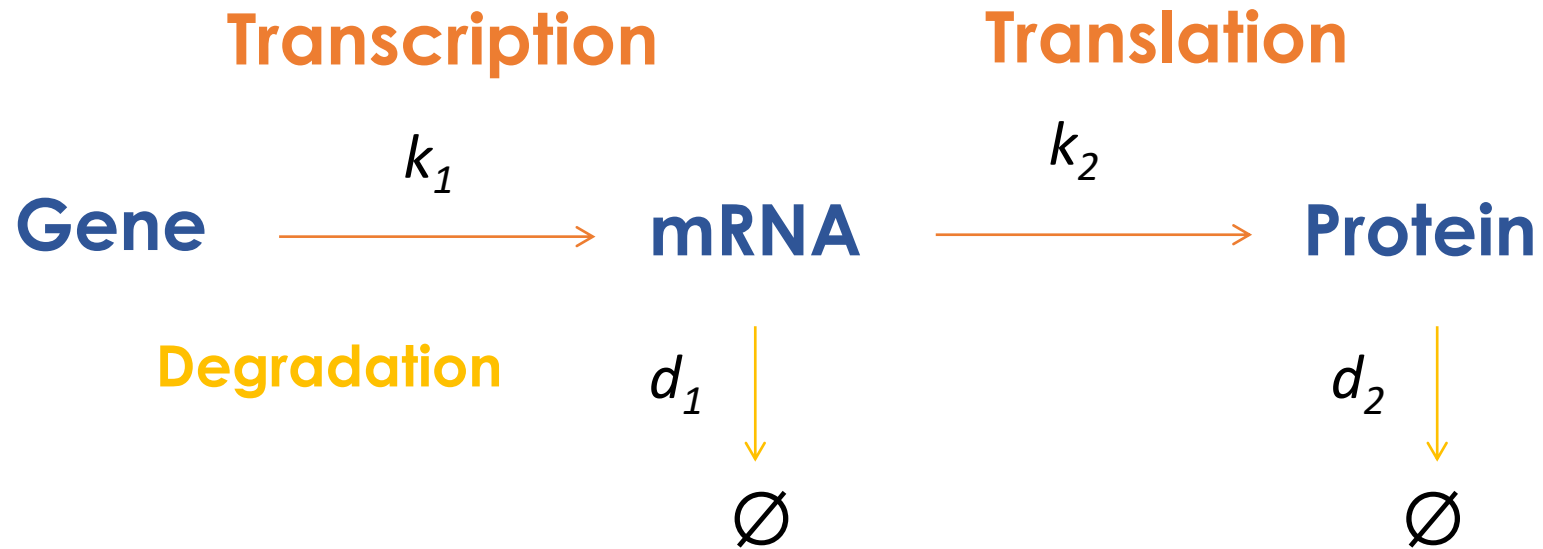 Transcription Translation
k1 k2
Gene mRNA Protein
Degradation d1 d2
∅ ∅